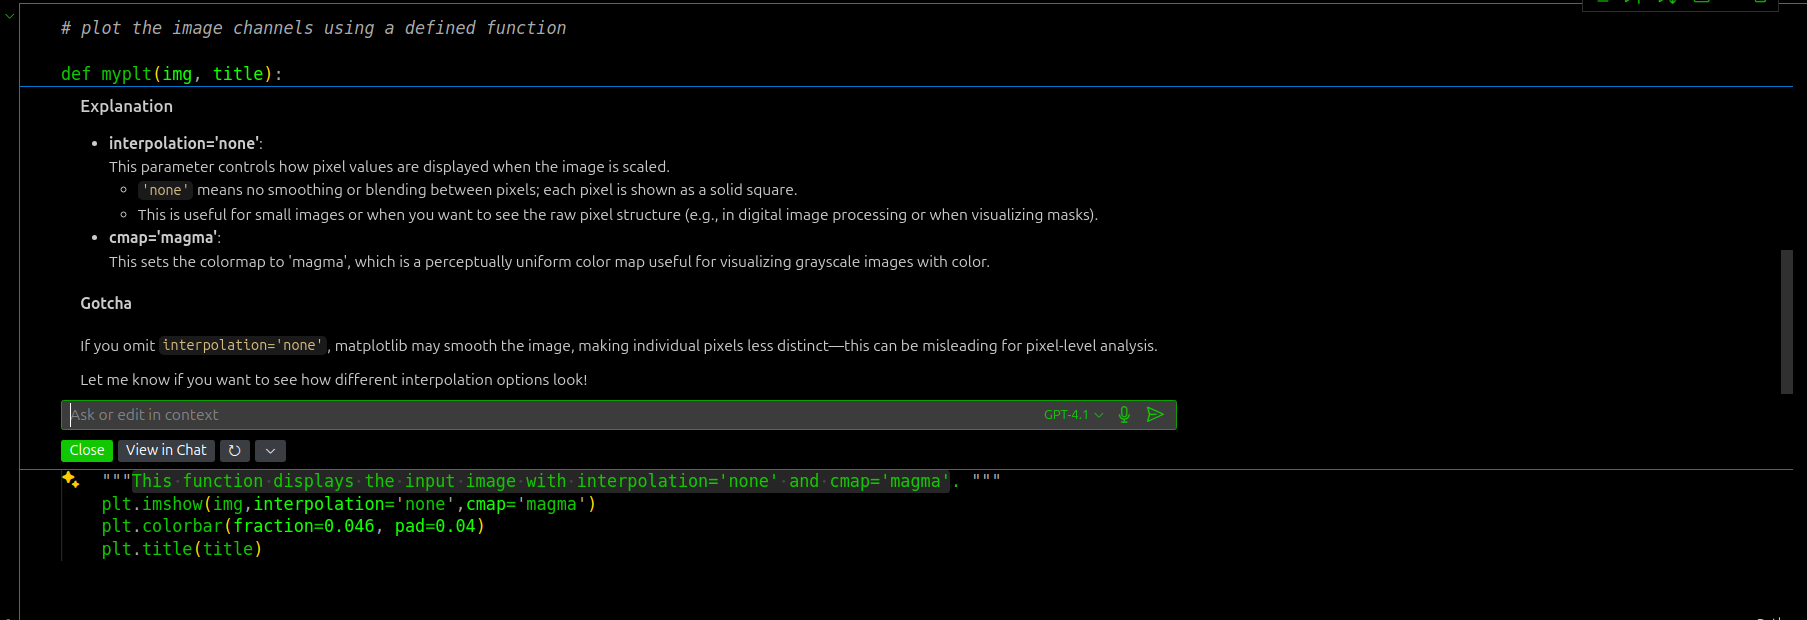 # plot the image channels using a defined function
def myplt(img, title):
Explanation
interpolation='none':
This parameter controls how pixel values are displayed when the image is scaled.
'none' means no smoothing or blending between pixels; each pixel is shown as a solid square.
This is useful for small images or when you want to see the raw pixel structure (e.g., in digital image processing or when visualizing masks).
cmap='magma':
This sets the colormap to 'magma', which is a perceptually uniform color map useful for visualizing grayscale images with color.
Gotcha
If you omit interpolation='none', matplotlib may smooth the image, making individual pixels less distinct—this can be misleading for pixel-level analysis.
Let me know if you want to see how different interpolation options look!
Ask or edit in context GPT-4.1
Close View in Chat
"""This function displays the input image with interpolation='none' and cmap='magma'. """
plt.imshow(img,interpolation='none',cmap='magma')
plt.colorbar(fraction=0.046, pad=0.04)
plt.title(title)